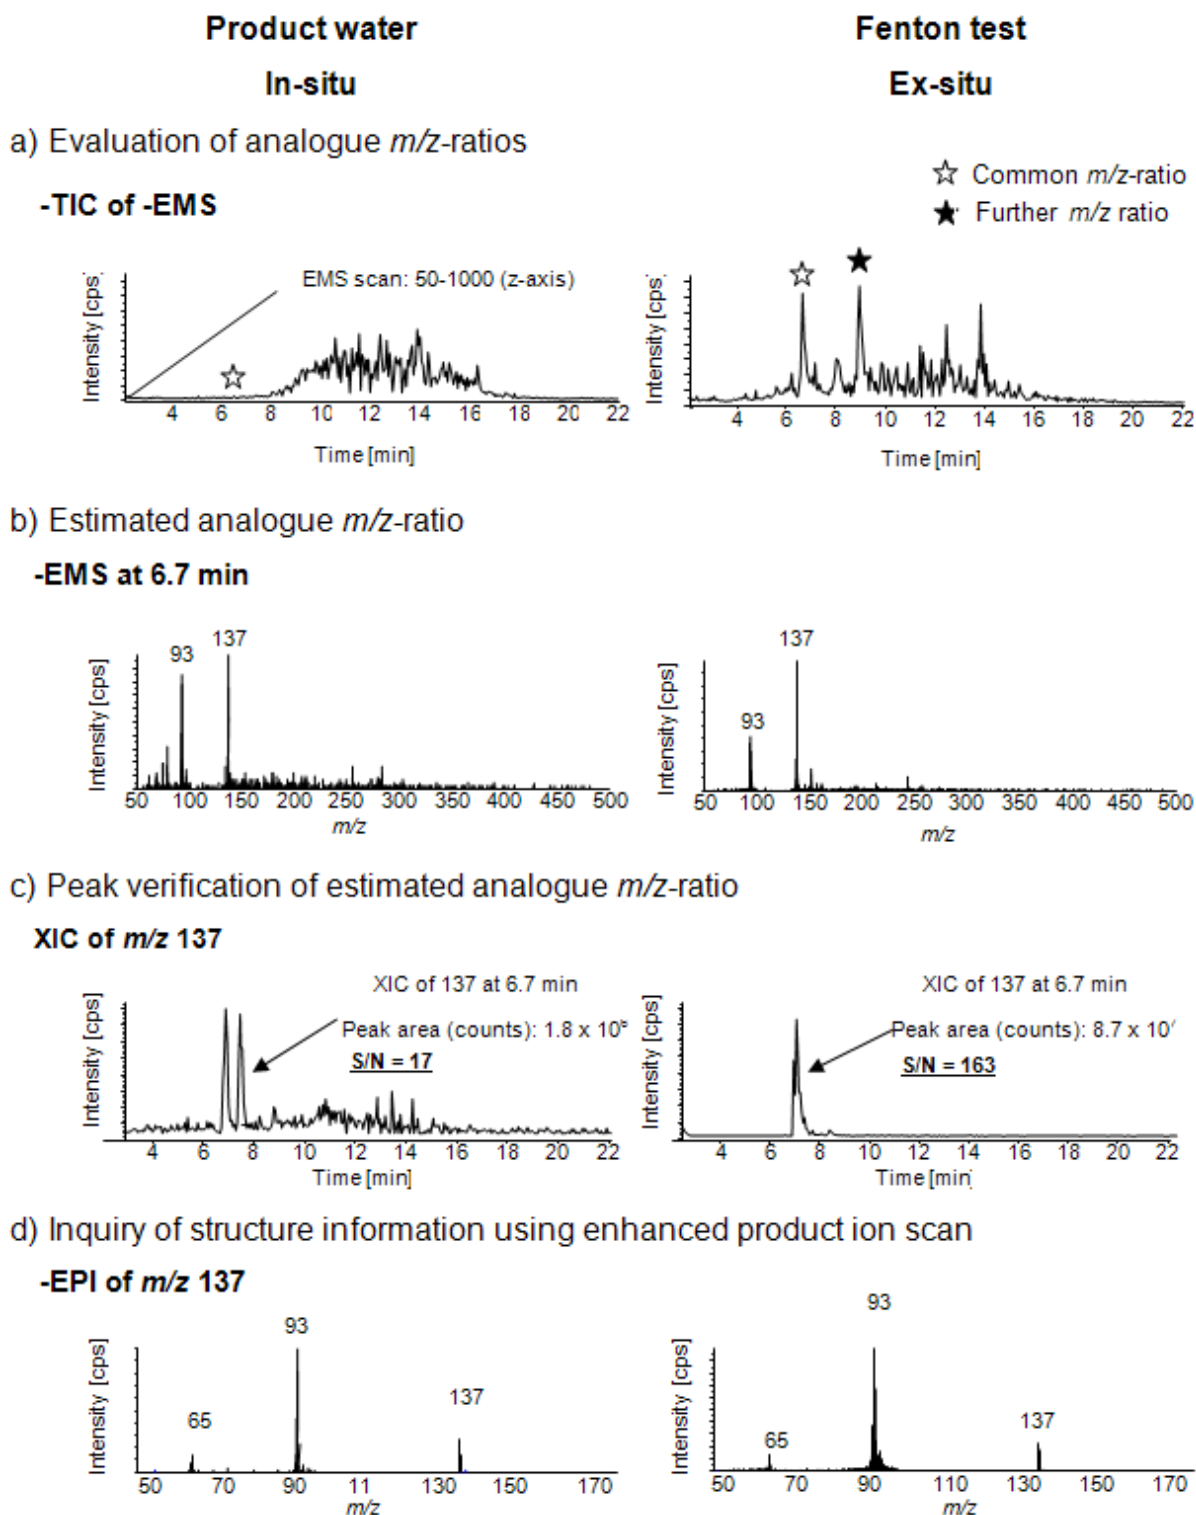 Product water
Fenton test
In-situ
Ex-situ
a) Evaluation of analogue m/z-ratios
Common m/z-ratio
Further m/z ratio
-TIC of -EMS
Intensity [cps]
EMS scan: 50-1000 (z-axis)
4 6 8 10 12 14 16 18 20 22
Time [min]
Intensity [cps]
4 6 8 10 12 14 16 18 20 22
Time [min]
b) Estimated analogue m/z-ratio
-EMS at 6.7 min
Intensity [cps]
93
137
50 100 150 200 250 300 350 400 450 500
m/z
Intensity [cps]
93
137
50 100 150 200 250 300 350 400 450 500
m/z
c) Peak verification of estimated analogue m/z-ratio
XIC of m/z 137
Intensity [cps]
XIC of 137 at 6.7 min
Peak area (counts): 1.8 x
S/N = 17
4 6 8 10 12 14 16 18 20 22
Time [min]
Intensity [cps]
XIC of 137 at 6.7 min
Peak area (counts): 8.7 x
S/N = 163
4 6 8 10 12 14 16 18 20 22
Time [min]
d) Inquiry of structure information using enhanced product ion scan
-EPI of m/z 137
Intensity [cps]
65
93
137
50 70 90 11 130 150 170
m/z
Intensity [cps]
65
93
137
50 70 90 110 130 150 170
m/z